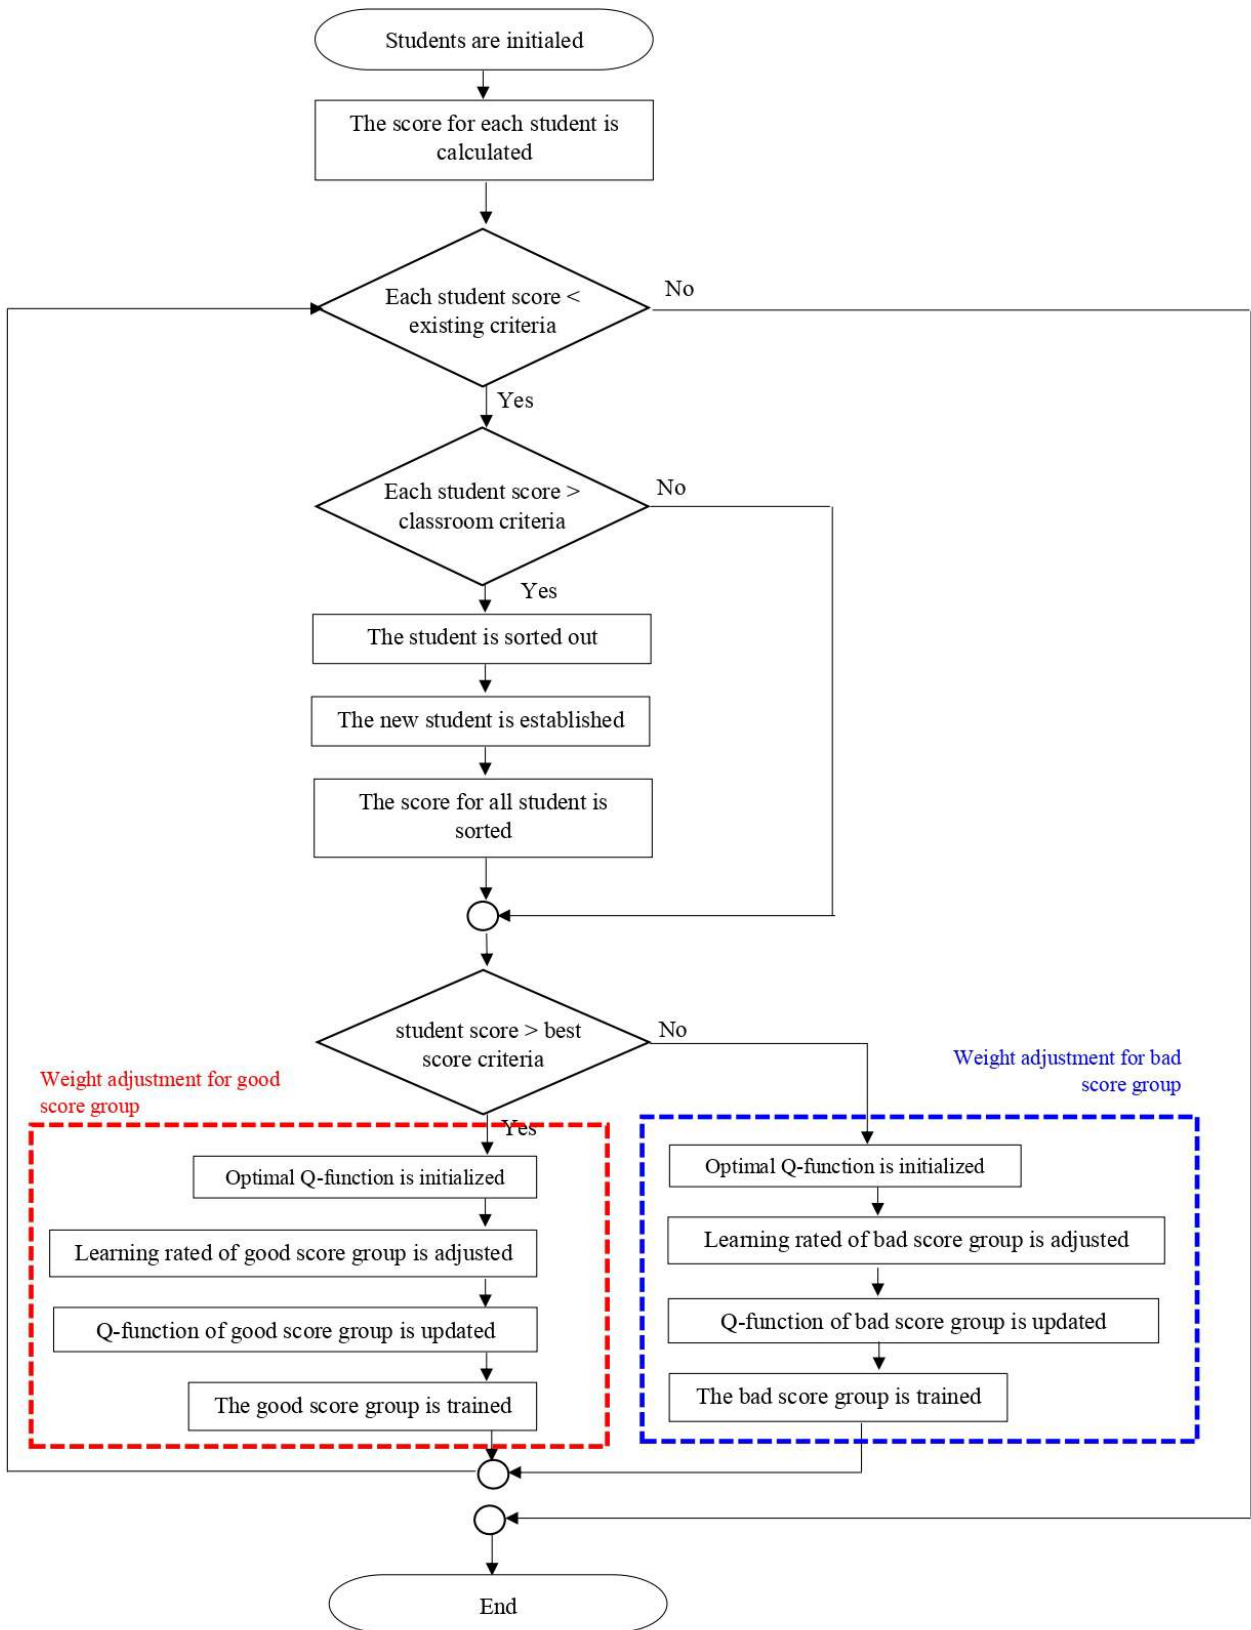 Students are initialed
The score for each student is
calculated
Each student score <
existing criteria
No
Yes
Each student score >
classroom criteria
No
Yes
The student is sorted out
The new student is established
The score for all student is
sorted
student score > best
score criteria
No
Yes
Weight adjustment for good
score group
Optimal Q-function is initialized
Learning rated of good score group is adjusted
Q-function of good score group is updated
The good score group is trained
Weight adjustment for bad
score group
Optimal Q-function is initialized
Learning rated of bad score group is adjusted
Q-function of bad score group is updated
The bad score group is trained
End